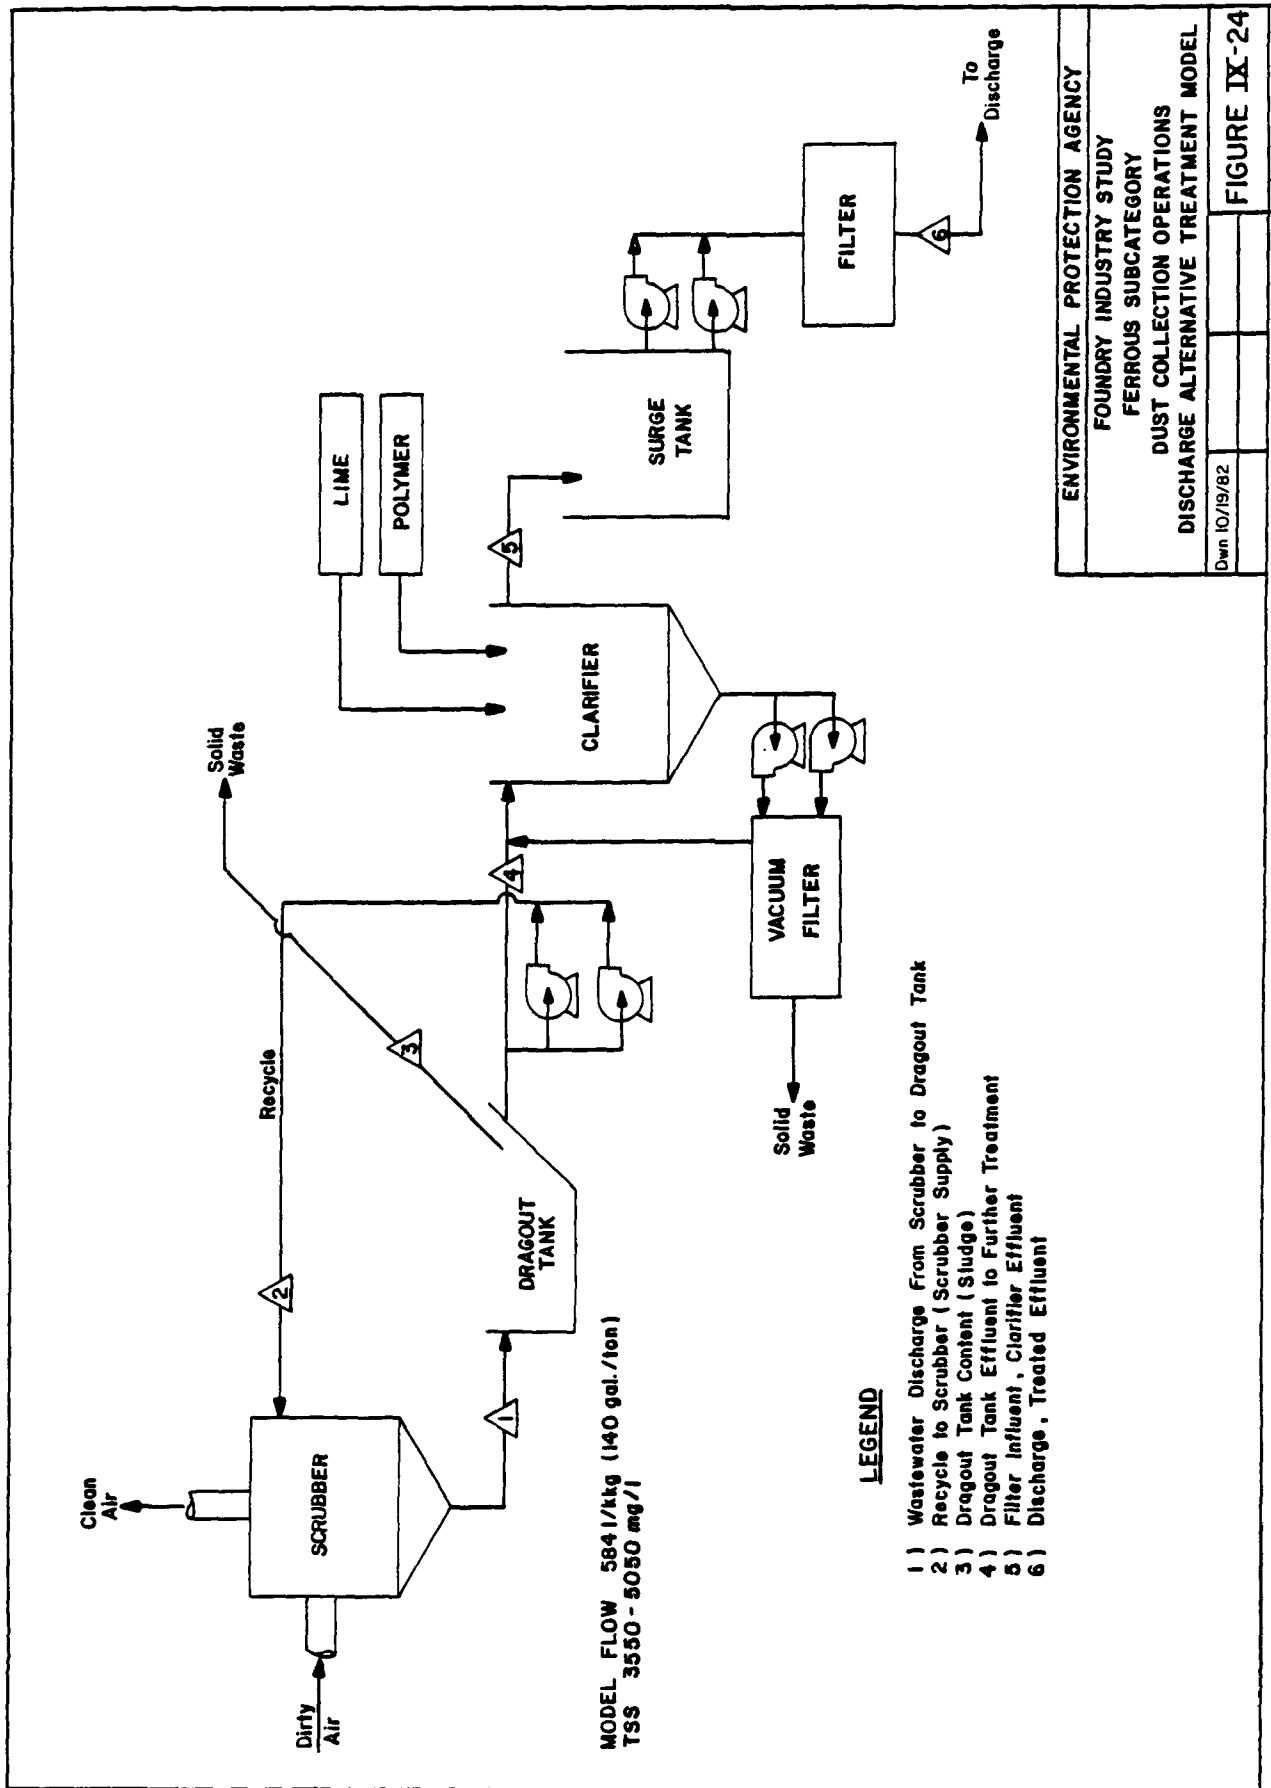 Clean
Air
Dirty
Air
SCRUBBER
Recycle
2
1
MODEL FLOW 584 l/kkg (140 gal./ton)
TSS 3550 - 5050 mg/l
DRAGOUT
TANK
3
Solid
Waste
4
LIME
POLYMER
CLARIFIER
5
SURGE
TANK
VACUUM
FILTER
Solid
Waste
FILTER
6
To
Discharge
LEGEND
1) Wastewater Discharge From Scrubber to Dragout Tank
2) Recycle to Scrubber (Scrubber Supply)
3) Dragout Tank Content (Sludge)
4) Dragout Tank Effluent to Further Treatment
5) Filter Influent, Clarifier Effluent
6) Discharge, Treated Effluent
ENVIRONMENTAL PROTECTION AGENCY
FOUNDRY INDUSTRY STUDY
FERROUS SUBCATEGORY
DUST COLLECTION OPERATIONS
DISCHARGE ALTERNATIVE TREATMENT MODEL
Dwn 10/19/82
FIGURE IX-24